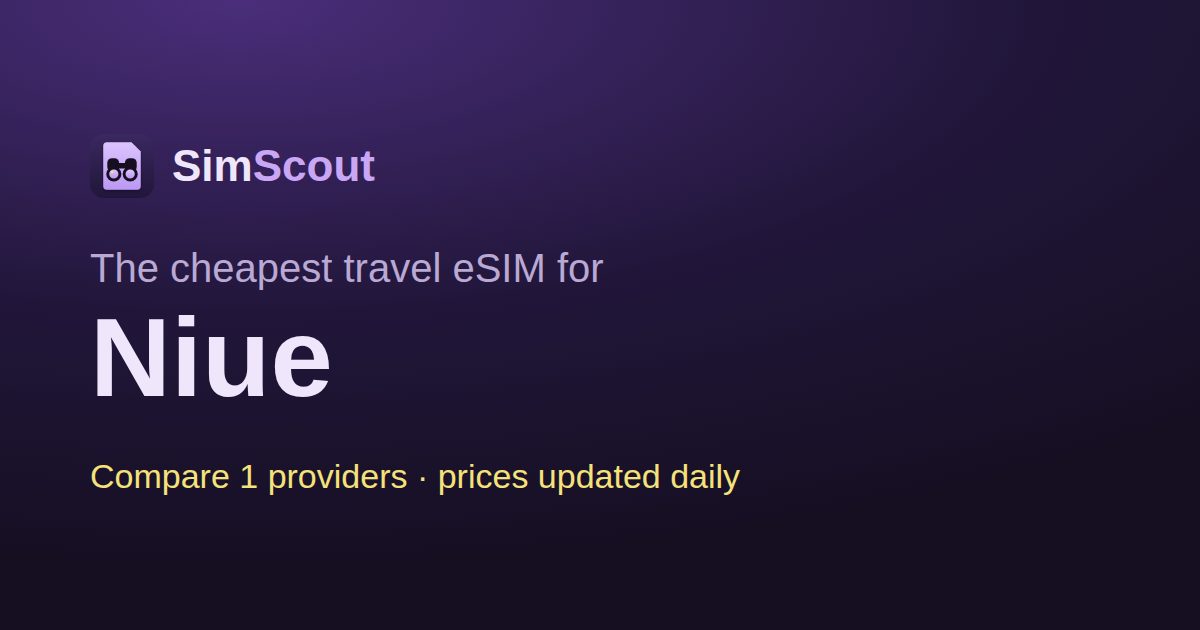 SimScout
The cheapest travel eSIM for
Niue
Compare 1 providers · prices updated daily